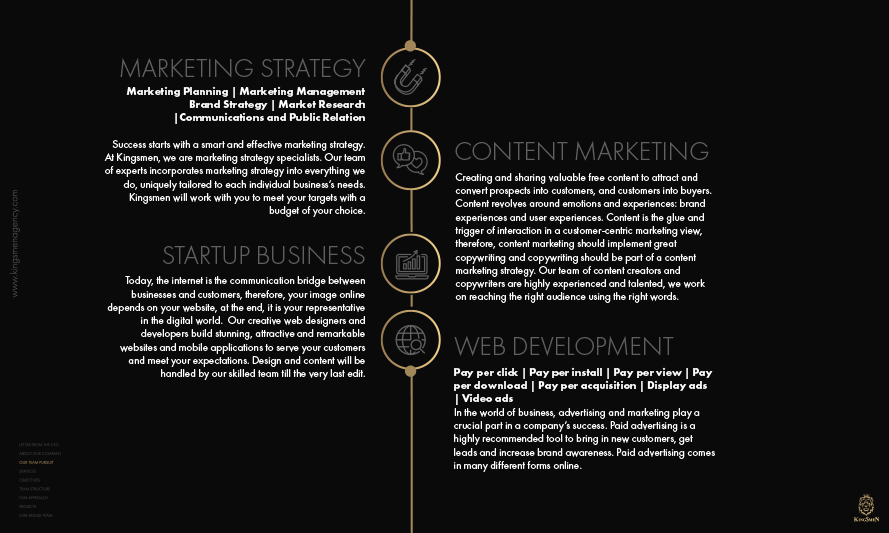 MARKETING STRATEGY
Marketing Planning | Marketing Management
Brand Strategy | Market Research
|Communications and Public Relation
Success starts with a smart and effective marketing strategy.
At Kingsmen, we are marketing strategy specialists. Our team
of experts incorporates marketing strategy into everything we
do, uniquely tailored to each individual business's needs.
Kingsmen will work with you to meet your targets with a
budget of your choice.
CONTENT MARKETING
Creating and sharing valuable free content to attract and
convert prospects into customers, and customers into buyers.
Content revolves around emotions and experiences: brand
experiences and user experiences. Content is the glue and
trigger of interaction in a customer-centric marketing view,
therefore, content marketing should implement great
copywriting and copywriting should be part of a content
marketing strategy. Our team of content creators and
copywriters are highly experienced and talented, we work
on reaching the right audience using the right words.
STARTUP BUSINESS
Today, the internet is the communication bridge between
businesses and customers, therefore, your image online
depends on your website, at the end, it is your representative
in the digital world. Our creative web designers and
developers build stunning, attractive and remarkable
websites and mobile applications to serve your customers
and meet your expectations. Design and content will be
handled by our skilled team till the very last edit.
WEB DEVELOPMENT
Pay per click | Pay per install | Pay per view | Pay
per download | Pay per acquisition | Display ads
| Video ads
In the world of business, advertising and marketing play a
crucial part in a company's success. Paid advertising is a
highly recommended tool to bring in new customers, get
leads and increase brand awareness. Paid advertising comes
in many different forms online.
www.kingsmenagency.com
LETTER FROM THE CEO
ABOUT OUR COMPANY
OUR TEAM PURSUIT
SERVICES
OBJECTIVES
TEAM STRUCTURE
OUR APPROACH
PROJECTS
KINGSMEN